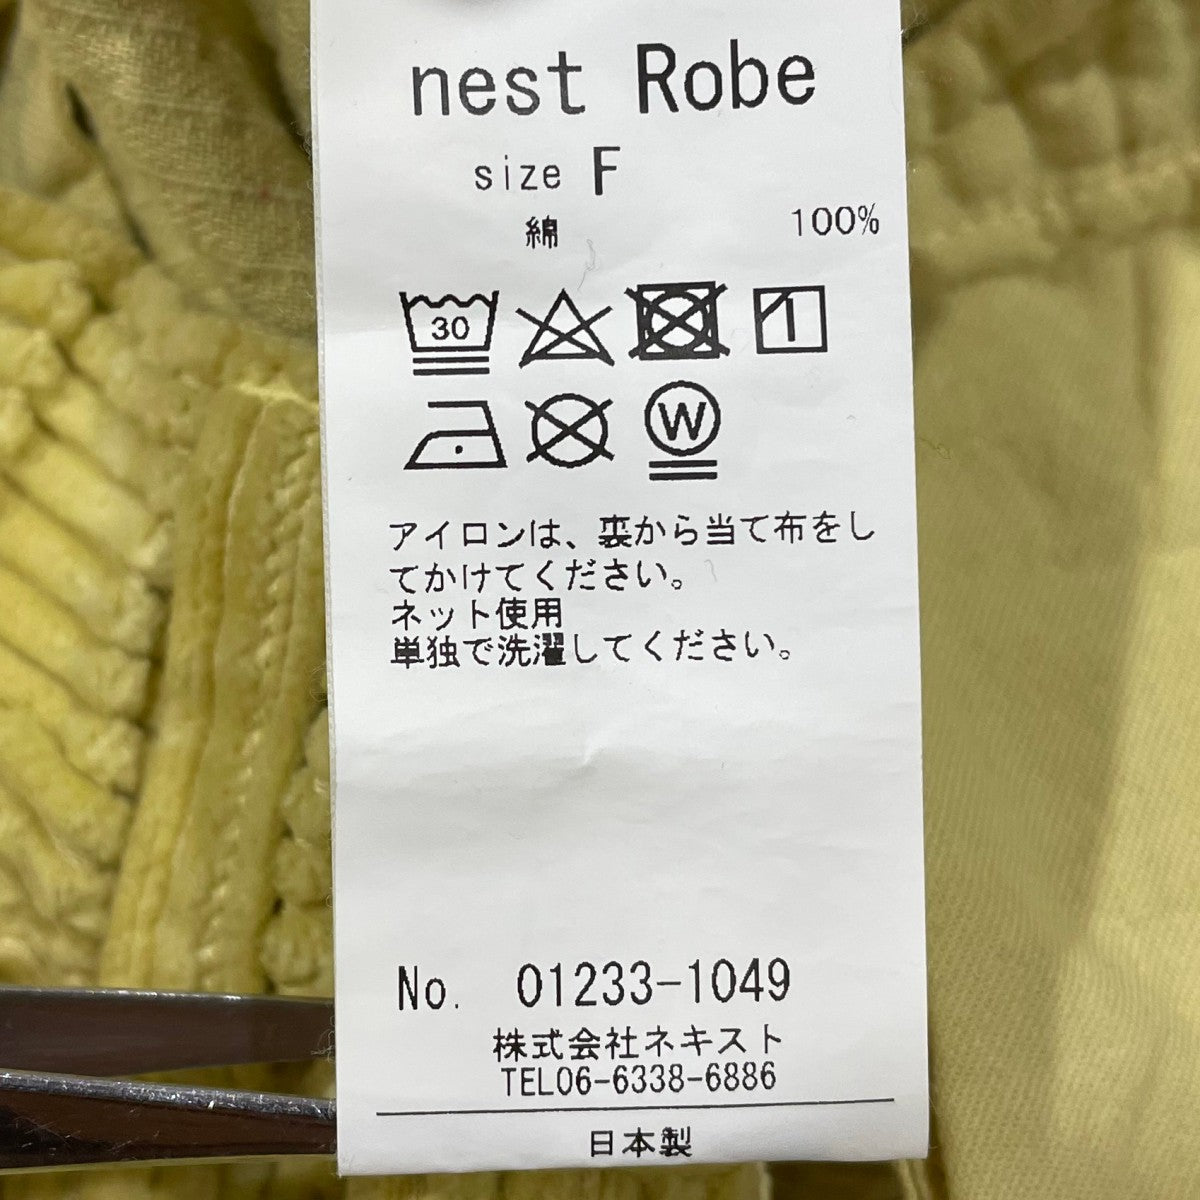 nest Robe
size F
綿 100%
30
1
W
アイロンは、裏から当て布をし
てかけてください。
ネット使用
単独で洗濯してください。
No. 01233-1049
株式会社ネキスト
TEL06-6338-6886
日本製